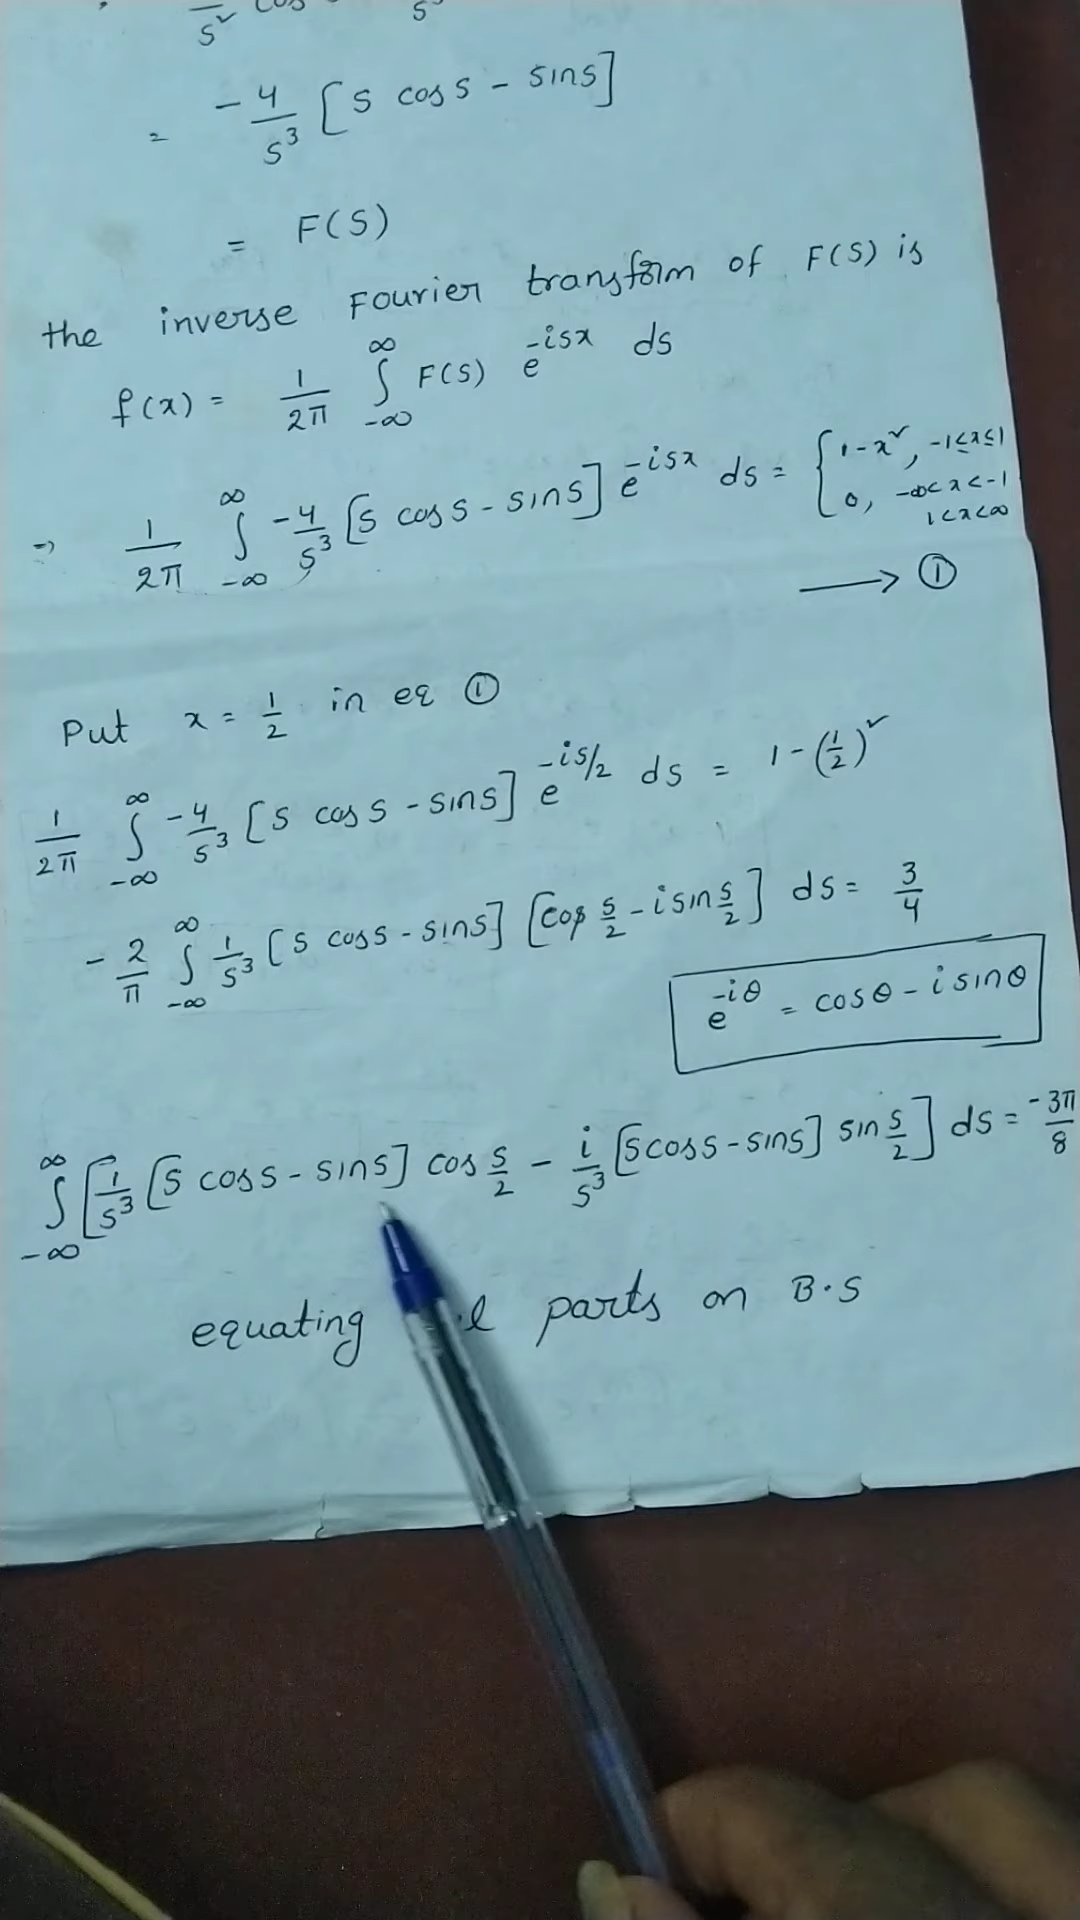 s² cos s³
= -4/s³ [s cos s - sin s]
= F(s)
the inverse Fourier transform of F(s) is
f(x) = 1/2π ∫_{-∞}^{∞} F(s) e^{-isx} ds
⇒ 1/2π ∫_{-∞}^{∞} -4/s³ [s cos s - sin s] e^{-isx} ds = { 1-x², -1≤x≤1
0, -∞<x<-1
1<x<∞
⟶ ①
Put x = 1/2 in eq ①
1/2π ∫_{-∞}^{∞} -4/s³ [s cos s - sin s] e^{-is/2} ds = 1-(1/2)²
-2/π ∫_{-∞}^{∞} 1/s³ [s cos s - sin s] [cos s/2 - i sin s/2] ds = 3/4
e^{-iθ} = cos θ - i sin θ
∫_{-∞}^{∞} [1/s³ [s cos s - sin s] cos s/2 - i/s³ [s cos s - sin s] sin s/2] ds = -3π/8
equating parts on B.S